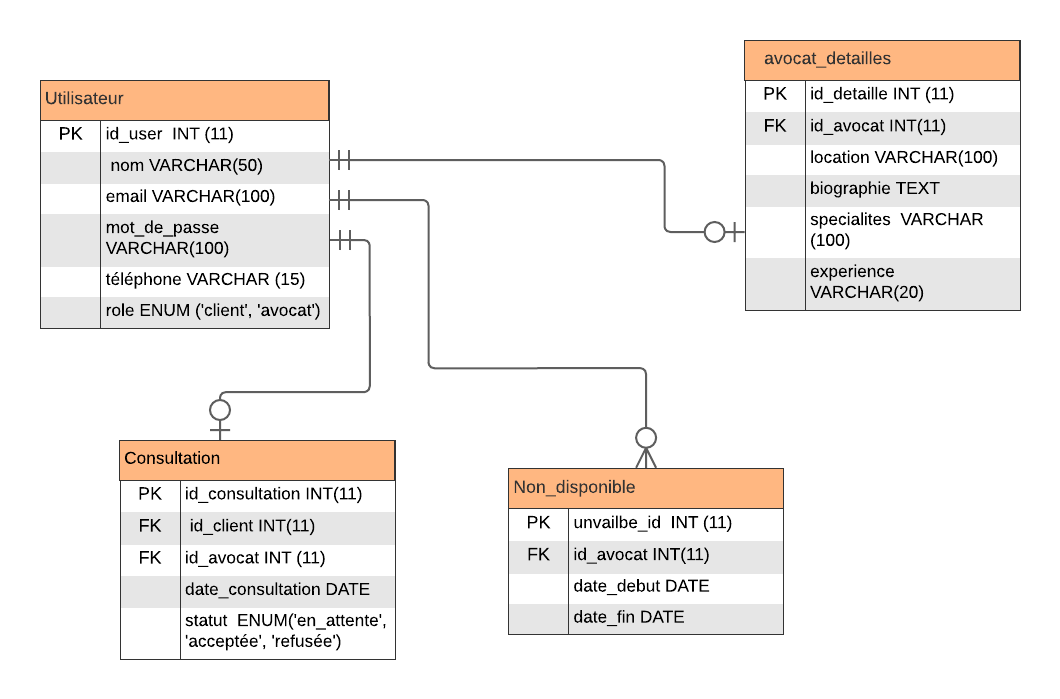 Utilisateur
PK id_user INT (11)
nom VARCHAR(50)
email VARCHAR(100)
mot_de_passe
VARCHAR(100)
téléphone VARCHAR (15)
role ENUM ('client', 'avocat')
avocat_detailles
PK id_detaille INT (11)
FK id_avocat INT(11)
location VARCHAR(100)
biographie TEXT
specialites VARCHAR
(100)
experience
VARCHAR(20)
Consultation
PK id_consultation INT(11)
FK id_client INT(11)
FK id_avocat INT (11)
date_consultation DATE
statut ENUM('en_attente',
'acceptée', 'refusée')
Non_disponible
PK unvailbe_id INT (11)
FK id_avocat INT(11)
date_debut DATE
date_fin DATE